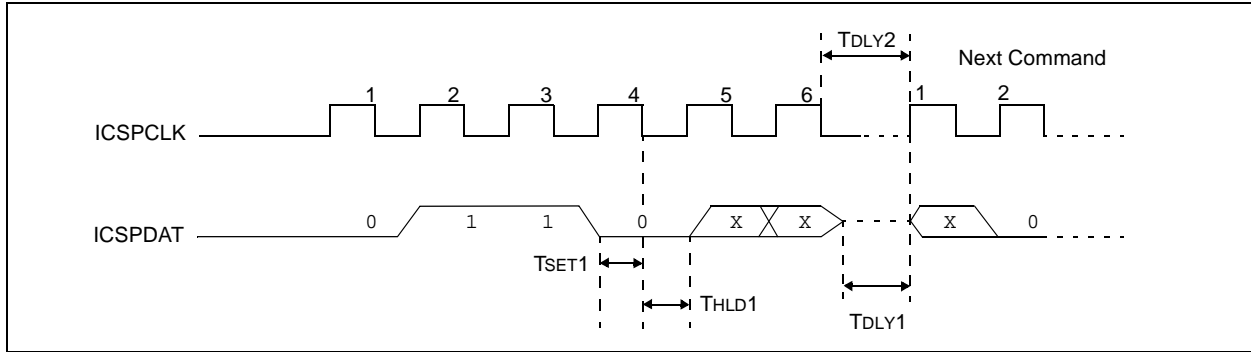 TDLY2
Next Command
1 2 3 4 5 6 1 2
ICSPCLK
0 1 1 0 X X X 0
ICSPDAT
TSET1
THLD1
TDLY1